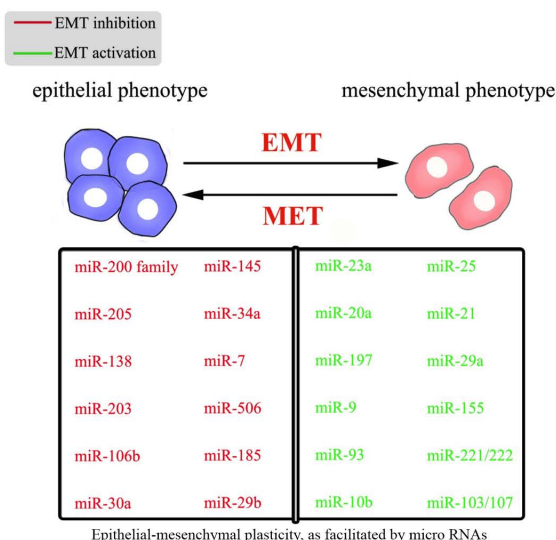 EMT inhibition
EMT activation
epithelial phenotype
mesenchymal phenotype
EMT
MET
miR-200 family miR-145 miR-23a miR-25
miR-205 miR-34a miR-20a miR-21
miR-138 miR-7 miR-197 miR-29a
miR-203 miR-506 miR-9 miR-155
miR-106b miR-185 miR-93 miR-221/222
miR-30a miR-29b miR-10b miR-103/107
Epithelial-mesenchymal plasticity, as facilitated by micro RNAs